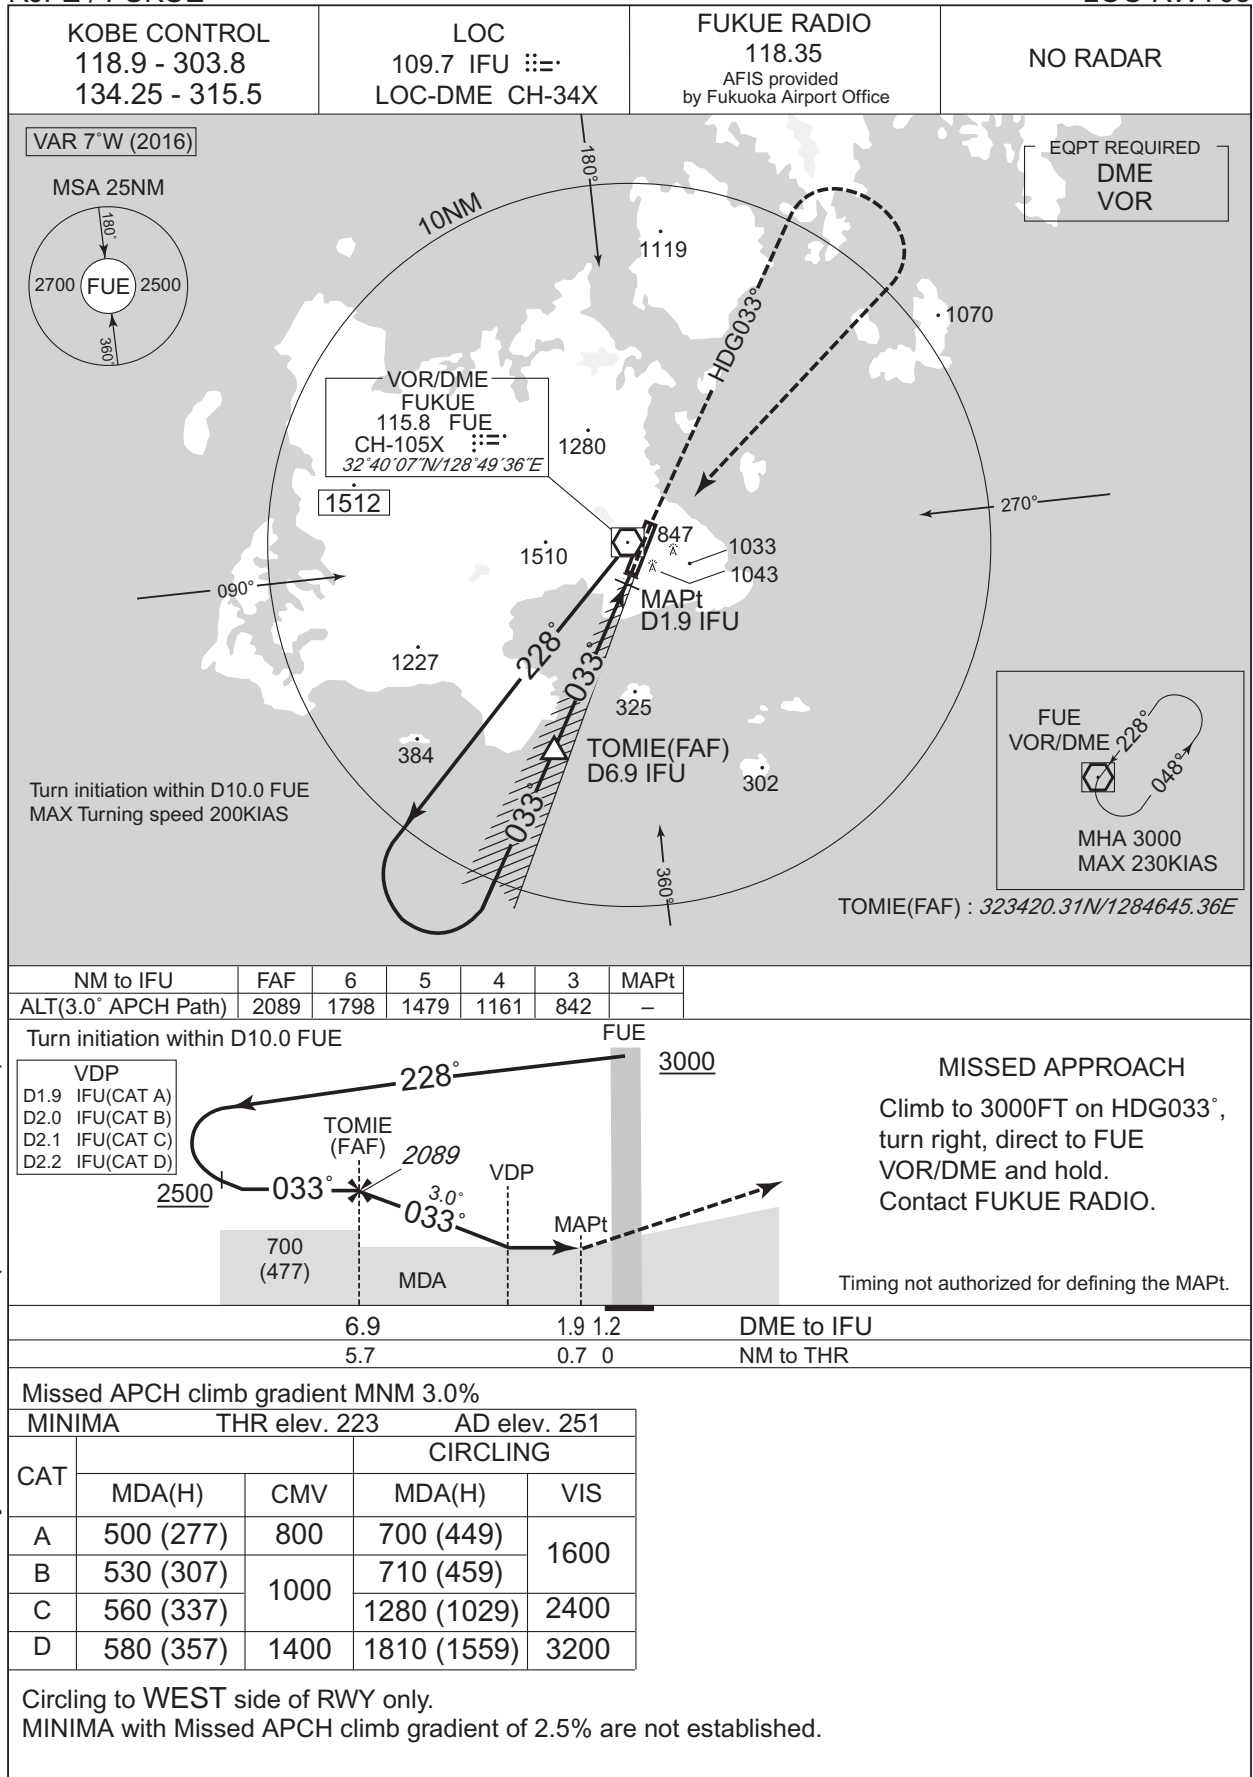 KOBE CONTROL
118.9 - 303.8
134.25 - 315.5
LOC
109.7 IFU
LOC-DME CH-34X
FUKUE RADIO
118.35
AFIS provided
by Fukuoka Airport Office
NO RADAR
VAR 7˚W (2016)
MSA 25NM
180˚
2700 FUE 2500
360˚
EQPT REQUIRED
DME
VOR
180˚
10NM
1119
HDG033˚
1070
VOR/DME
FUKUE
115.8 FUE
CH-105X
32˚40´07˝N/128˚49´36˝E
1280
1512
270˚
1510
847
1033
1043
090˚
MAPt
D1.9 IFU
1227
228˚
033˚
325
384
TOMIE(FAF)
D6.9 IFU
302
033˚
360˚
Turn initiation within D10.0 FUE
MAX Turning speed 200KIAS
FUE
VOR/DME
228˚
048˚
MHA 3000
MAX 230KIAS
TOMIE(FAF) : 323420.31N/1284645.36E
NM to IFU FAF 6 5 4 3 MAPt
ALT(3.0˚ APCH Path) 2089 1798 1479 1161 842 –
Turn initiation within D10.0 FUE
FUE
3000
228˚
VDP
D1.9 IFU(CAT A)
D2.0 IFU(CAT B)
D2.1 IFU(CAT C)
D2.2 IFU(CAT D)
TOMIE
(FAF)
2089
VDP
2500
033˚
3.0˚
033˚
MAPt
700
(477)
MDA
MISSED APPROACH
Climb to 3000FT on HDG033˚,
turn right, direct to FUE
VOR/DME and hold.
Contact FUKUE RADIO.
Timing not authorized for defining the MAPt.
6.9 1.9 1.2 DME to IFU
5.7 0.7 0 NM to THR
Missed APCH climb gradient MNM 3.0%
MINIMA THR elev. 223 AD elev. 251
CAT CIRCLING
MDA(H) CMV MDA(H) VIS
A 500 (277) 800 700 (449) 1600
B 530 (307) 1000 710 (459)
C 560 (337) 1280 (1029) 2400
D 580 (357) 1400 1810 (1559) 3200
Circling to WEST side of RWY only.
MINIMA with Missed APCH climb gradient of 2.5% are not established.